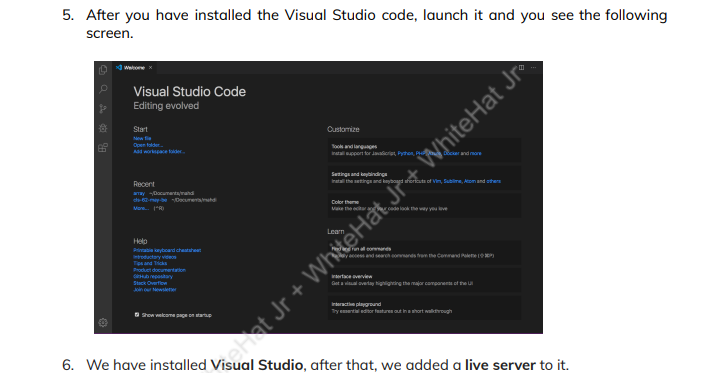 5. After you have installed the Visual Studio code, launch it and you see the following
screen.
Welcome ×
Visual Studio Code
Editing evolved
Start
New file
Open folder...
Add workspace folder...
Recent
array ~/Documents/mahdi
~/Documents/mahdi
More... (^R)
Help
Printable keyboard cheatsheet
Introductory videos
Tips and Tricks
Product documentation
GitHub repository
Stack Overflow
Join our Newsletter
Show welcome page on startup
Customize
Tools and languages
Install support for JavaScript, Python, PHP, Azure, Docker and more
Settings and keybindings
Install the settings and keyboard shortcuts of Vim, Sublime, Atom and others
Color theme
Make the editor and your code look the way you love
Learn
Find and run all commands
Rapidly access and search commands from the Command Palette (⇧⌘P)
Interface overview
Get a visual overlay highlighting the major components of the UI
Interactive playground
Try essential editor features out in a short walkthrough
WhiteHat Jr + WhiteHat Jr + WhiteHat Jr
6. We have installed Visual Studio, after that, we added a live server to it.